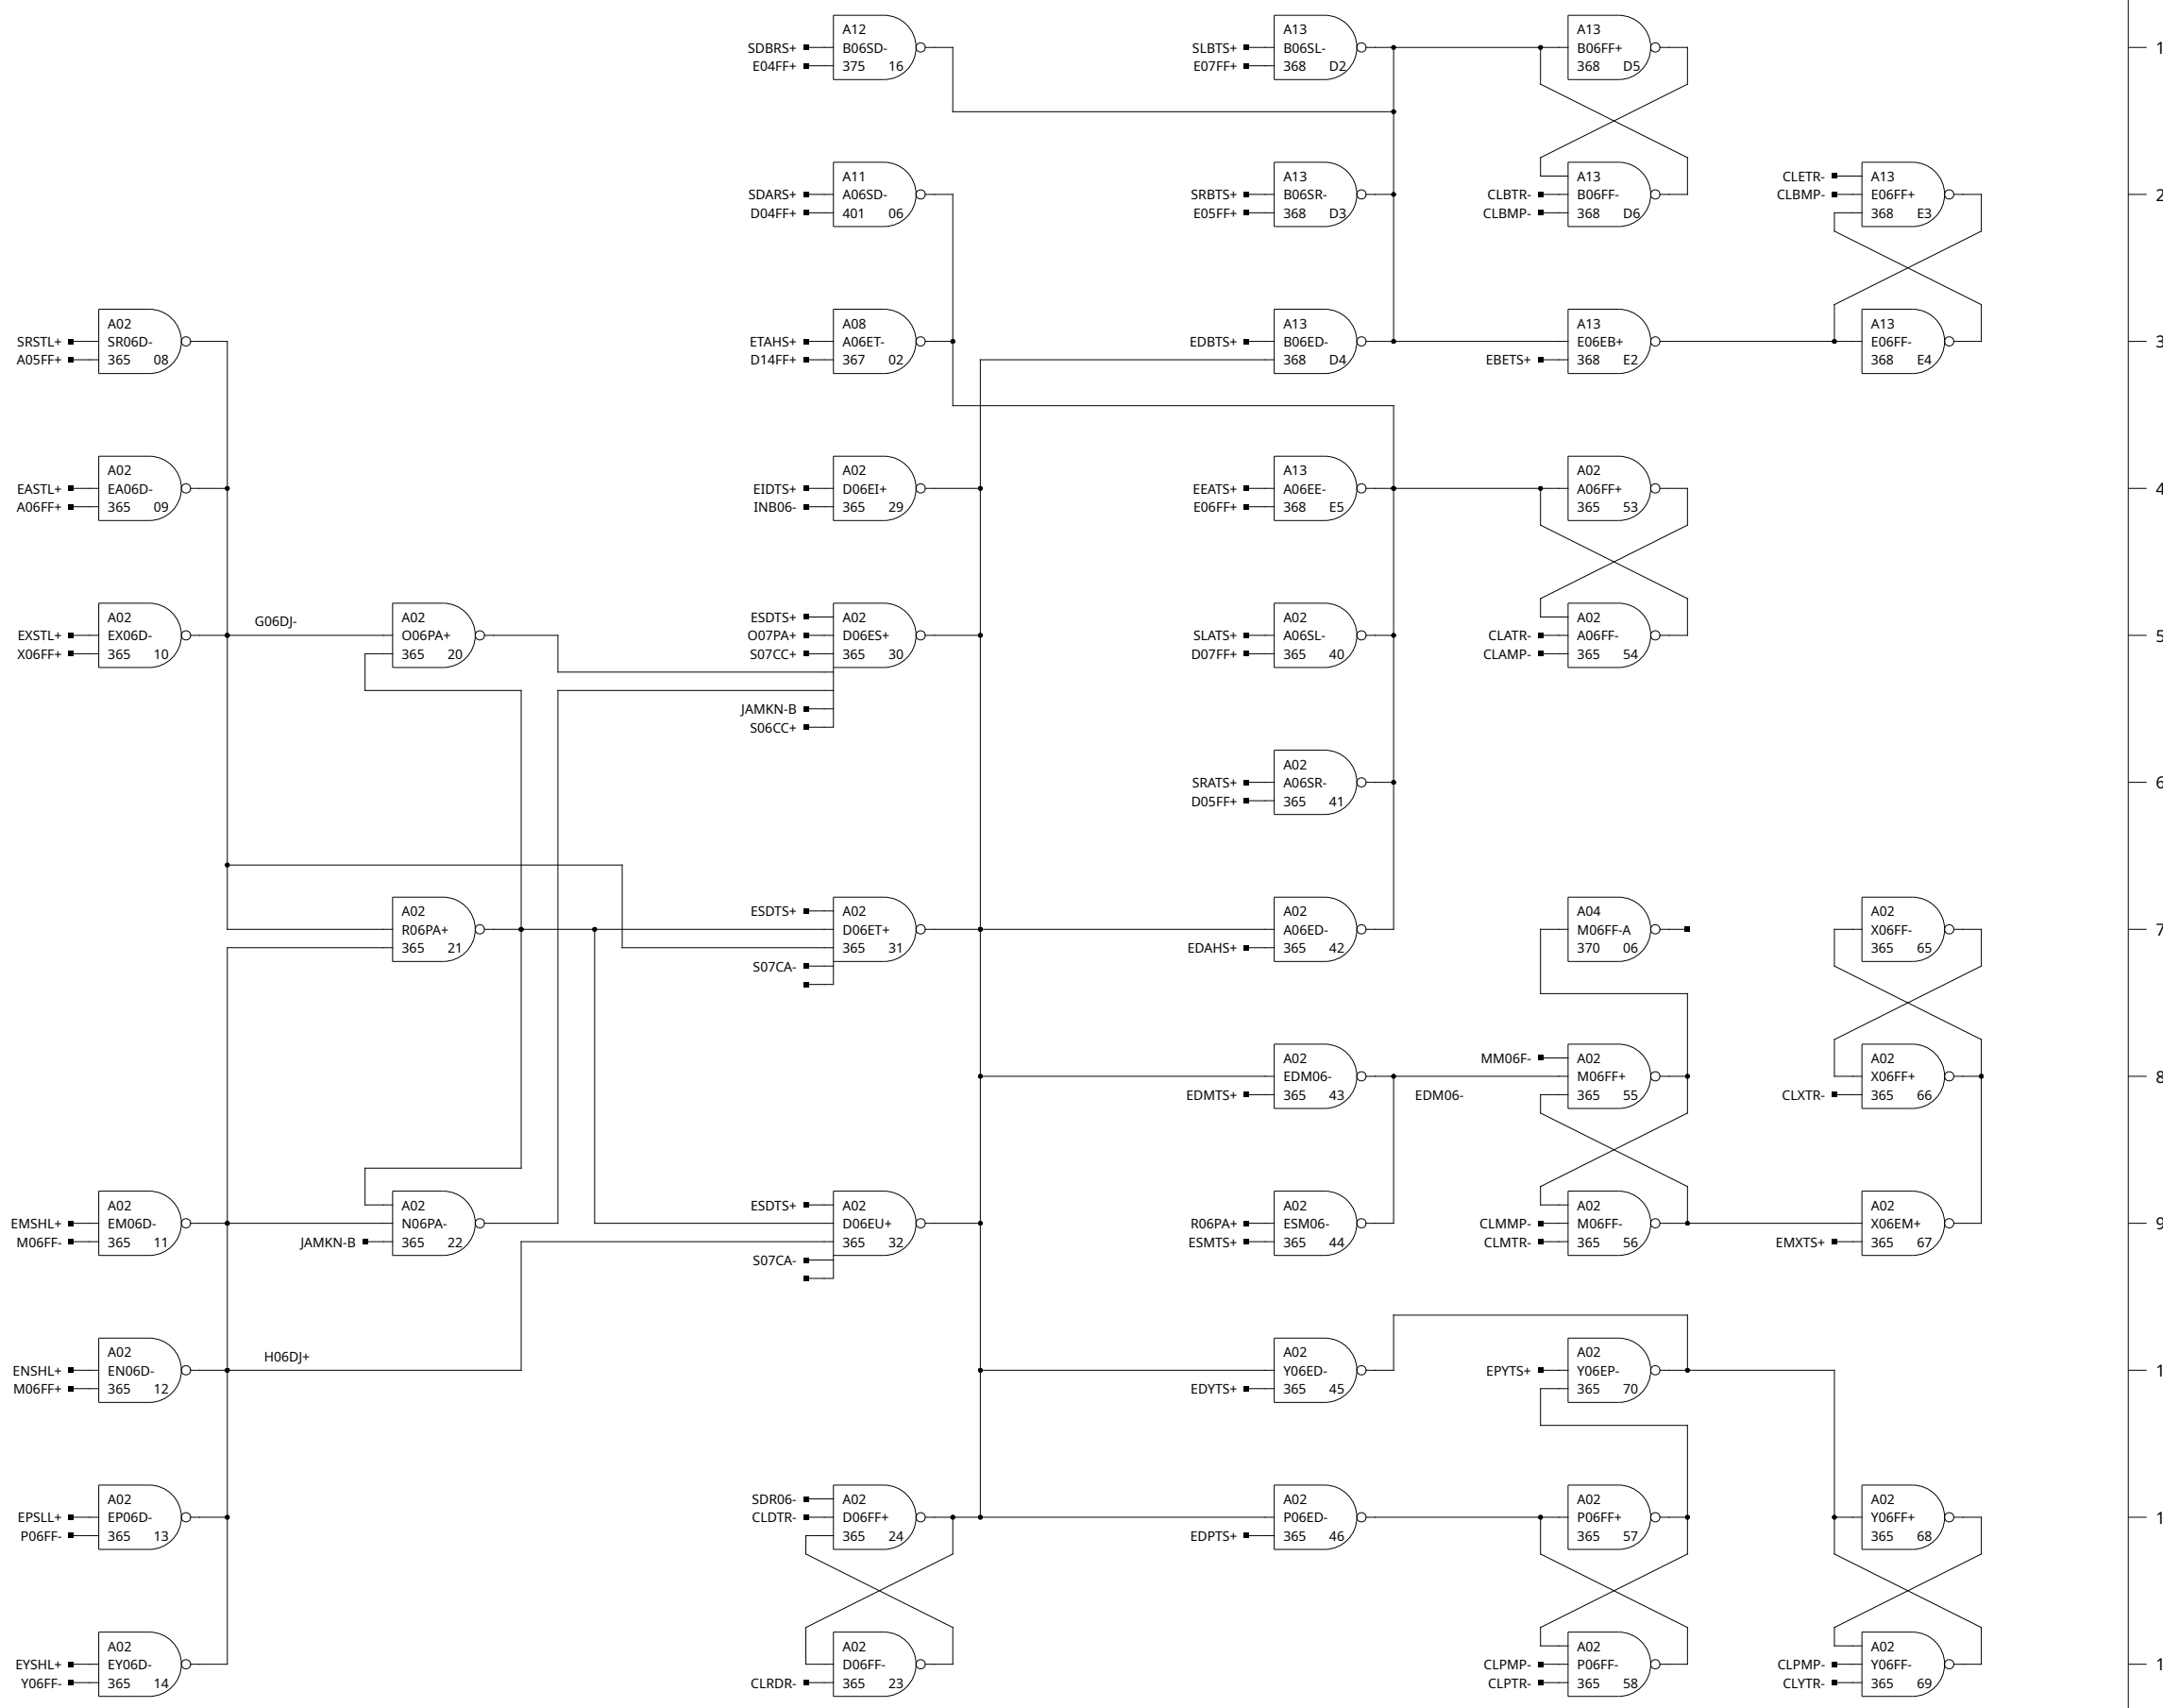 A12
SDBRS+ B06SD-
E04FF+ 375 16
A13
SLBTS+ B06SL-
E07FF+ 368 D2
A13
B06FF+
368 D5
1
A11
SDARS+ A06SD-
D04FF+ 401 06
A13
SRBTS+ B06SR-
E05FF+ 368 D3
A13
CLBTR- B06FF-
CLBMP- 368 D6
CLETR- A13
CLBMP- E06FF+
368 E3
2
A02
SRSTL+ SR06D-
A05FF+ 365 08
A08
ETAHS+ A06ET-
D14FF+ 367 02
A13
EDBTS+ B06ED-
368 D4
A13
E06EB+
EBETS+ 368 E2
A13
E06FF-
368 E4
3
A02
EASTL+ EA06D-
A06FF+ 365 09
A02
EIDTS+ D06EI+
INB06- 365 29
A13
EEATS+ A06EE-
E06FF+ 368 E5
A02
A06FF+
365 53
4
A02
EXSTL+ EX06D-
X06FF+ 365 10
G06DJ-
A02
O06PA+
365 20
ESDTS+ A02
O07PA+ D06ES+
S07CC+ 365 30
JAMKN-B
S06CC+
A02
SLATS+ A06SL-
D07FF+ 365 40
A02
CLATR- A06FF-
CLAMP- 365 54
5
A02
SRATS+ A06SR-
D05FF+ 365 41
6
A02
R06PA+
365 21
ESDTS+ A02
D06ET+
365 31
S07CA-
A02
A06ED-
EDAHS+ 365 42
A04
M06FF-A
370 06
A02
X06FF-
365 65
7
A02
EDM06-
EDMTS+ 365 43
EDM06-
MM06F- A02
M06FF+
365 55
A02
X06FF+
CLXTR- 365 66
8
A02
EMSHL+ EM06D-
M06FF- 365 11
A02
N06PA-
JAMKN-B 365 22
ESDTS+ A02
D06EU+
365 32
S07CA-
A02
R06PA+ ESM06-
ESMTS+ 365 44
A02
CLMMP- M06FF-
CLMTR- 365 56
A02
X06EM+
EMXTS+ 365 67
9
A02
ENSHL+ EN06D-
M06FF+ 365 12
H06DJ+
A02
Y06ED-
EDYTS+ 365 45
A02
EPYTS+ Y06EP-
365 70
1
A02
EPSLL+ EP06D-
P06FF- 365 13
SDR06- A02
CLDTR- D06FF+
365 24
A02
P06ED-
EDPTS+ 365 46
A02
P06FF+
365 57
A02
Y06FF+
365 68
1
A02
EYSHL+ EY06D-
Y06FF- 365 14
A02
D06FF-
CLRDR- 365 23
A02
CLPMP- P06FF-
CLPTR- 365 58
A02
CLPMP- Y06FF-
CLYTR- 365 69
1